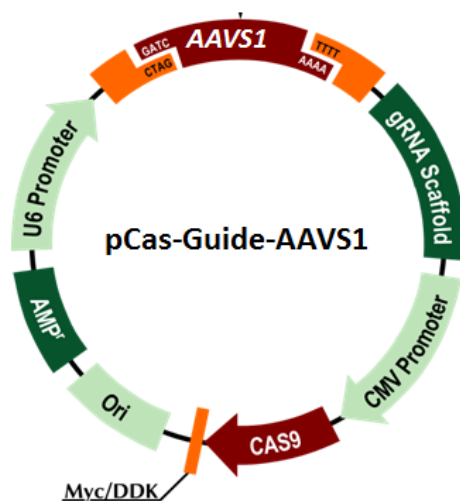 GATC
AAVS1
TTTT
CTAG
AAAA
U6 Promoter
gRNA Scaffold
pCas-Guide-AAVS1
AMPr
CMV Promoter
Ori
CAS9
Myc/DDK